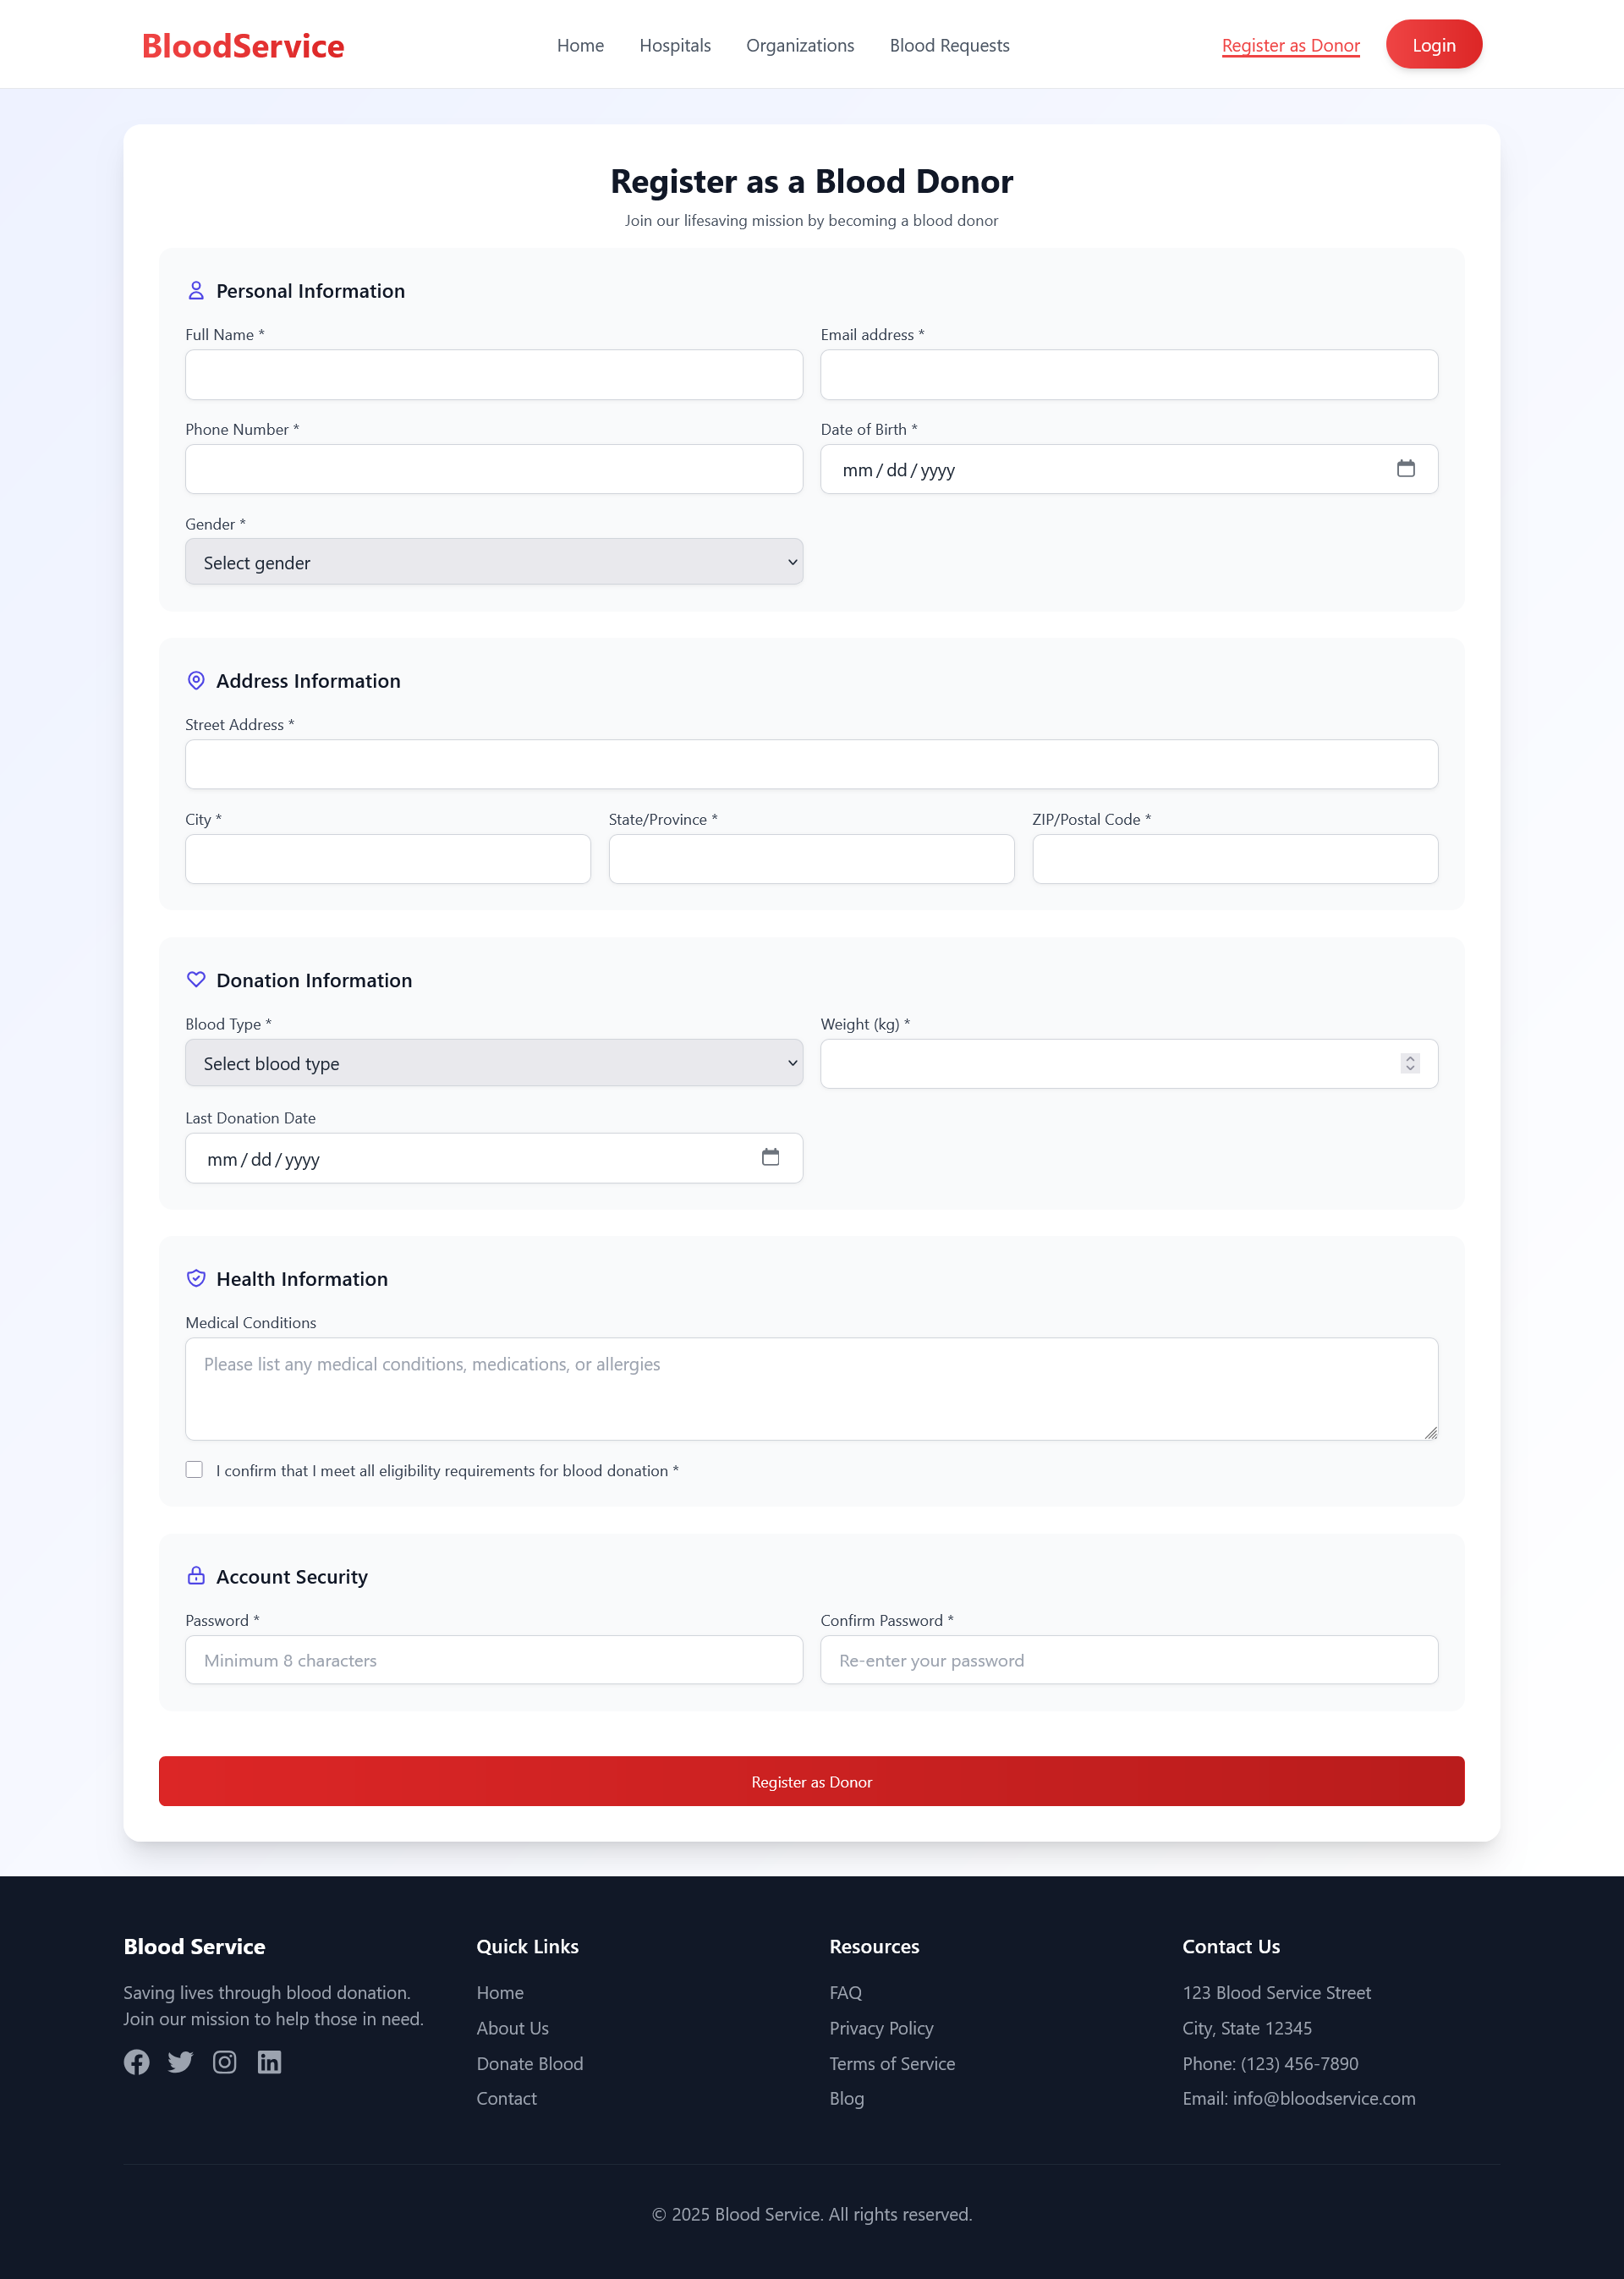 BloodService
Home
Hospitals
Organizations
Blood Requests
Register as Donor
Login
Register as a Blood Donor
Join our lifesaving mission by becoming a blood donor
Personal Information
Full Name *
Email address *
Phone Number *
Date of Birth *
mm / dd / yyyy
Gender *
Select gender
Address Information
Street Address *
City *
State/Province *
ZIP/Postal Code *
Donation Information
Blood Type *
Weight (kg) *
Select blood type
Last Donation Date
mm / dd / yyyy
Health Information
Medical Conditions
Please list any medical conditions, medications, or allergies
I confirm that I meet all eligibility requirements for blood donation *
Account Security
Password *
Confirm Password *
Minimum 8 characters
Re-enter your password
Register as Donor
Blood Service
Saving lives through blood donation.
Join our mission to help those in need.
Quick Links
Home
About Us
Donate Blood
Contact
Resources
FAQ
Privacy Policy
Terms of Service
Blog
Contact Us
123 Blood Service Street
City, State 12345
Phone: (123) 456-7890
Email: info@bloodservice.com
© 2025 Blood Service. All rights reserved.